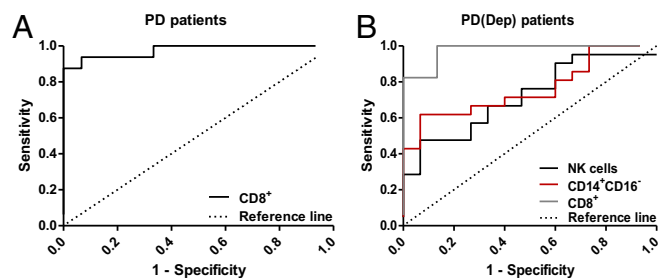 A
PD patients
Sensitivity
1.0
0.8
0.6
0.4
0.2
0.0
CD8⁺
Reference line
0.0
0.2
0.4
0.6
0.8
1.0
1 - Specificity
B
PD(Dep) patients
Sensitivity
1.0
0.8
0.6
0.4
0.2
0.0
NK cells
CD14⁺CD16⁻
CD8⁺
Reference line
0.0
0.2
0.4
0.6
0.8
1.0
1 - Specificity